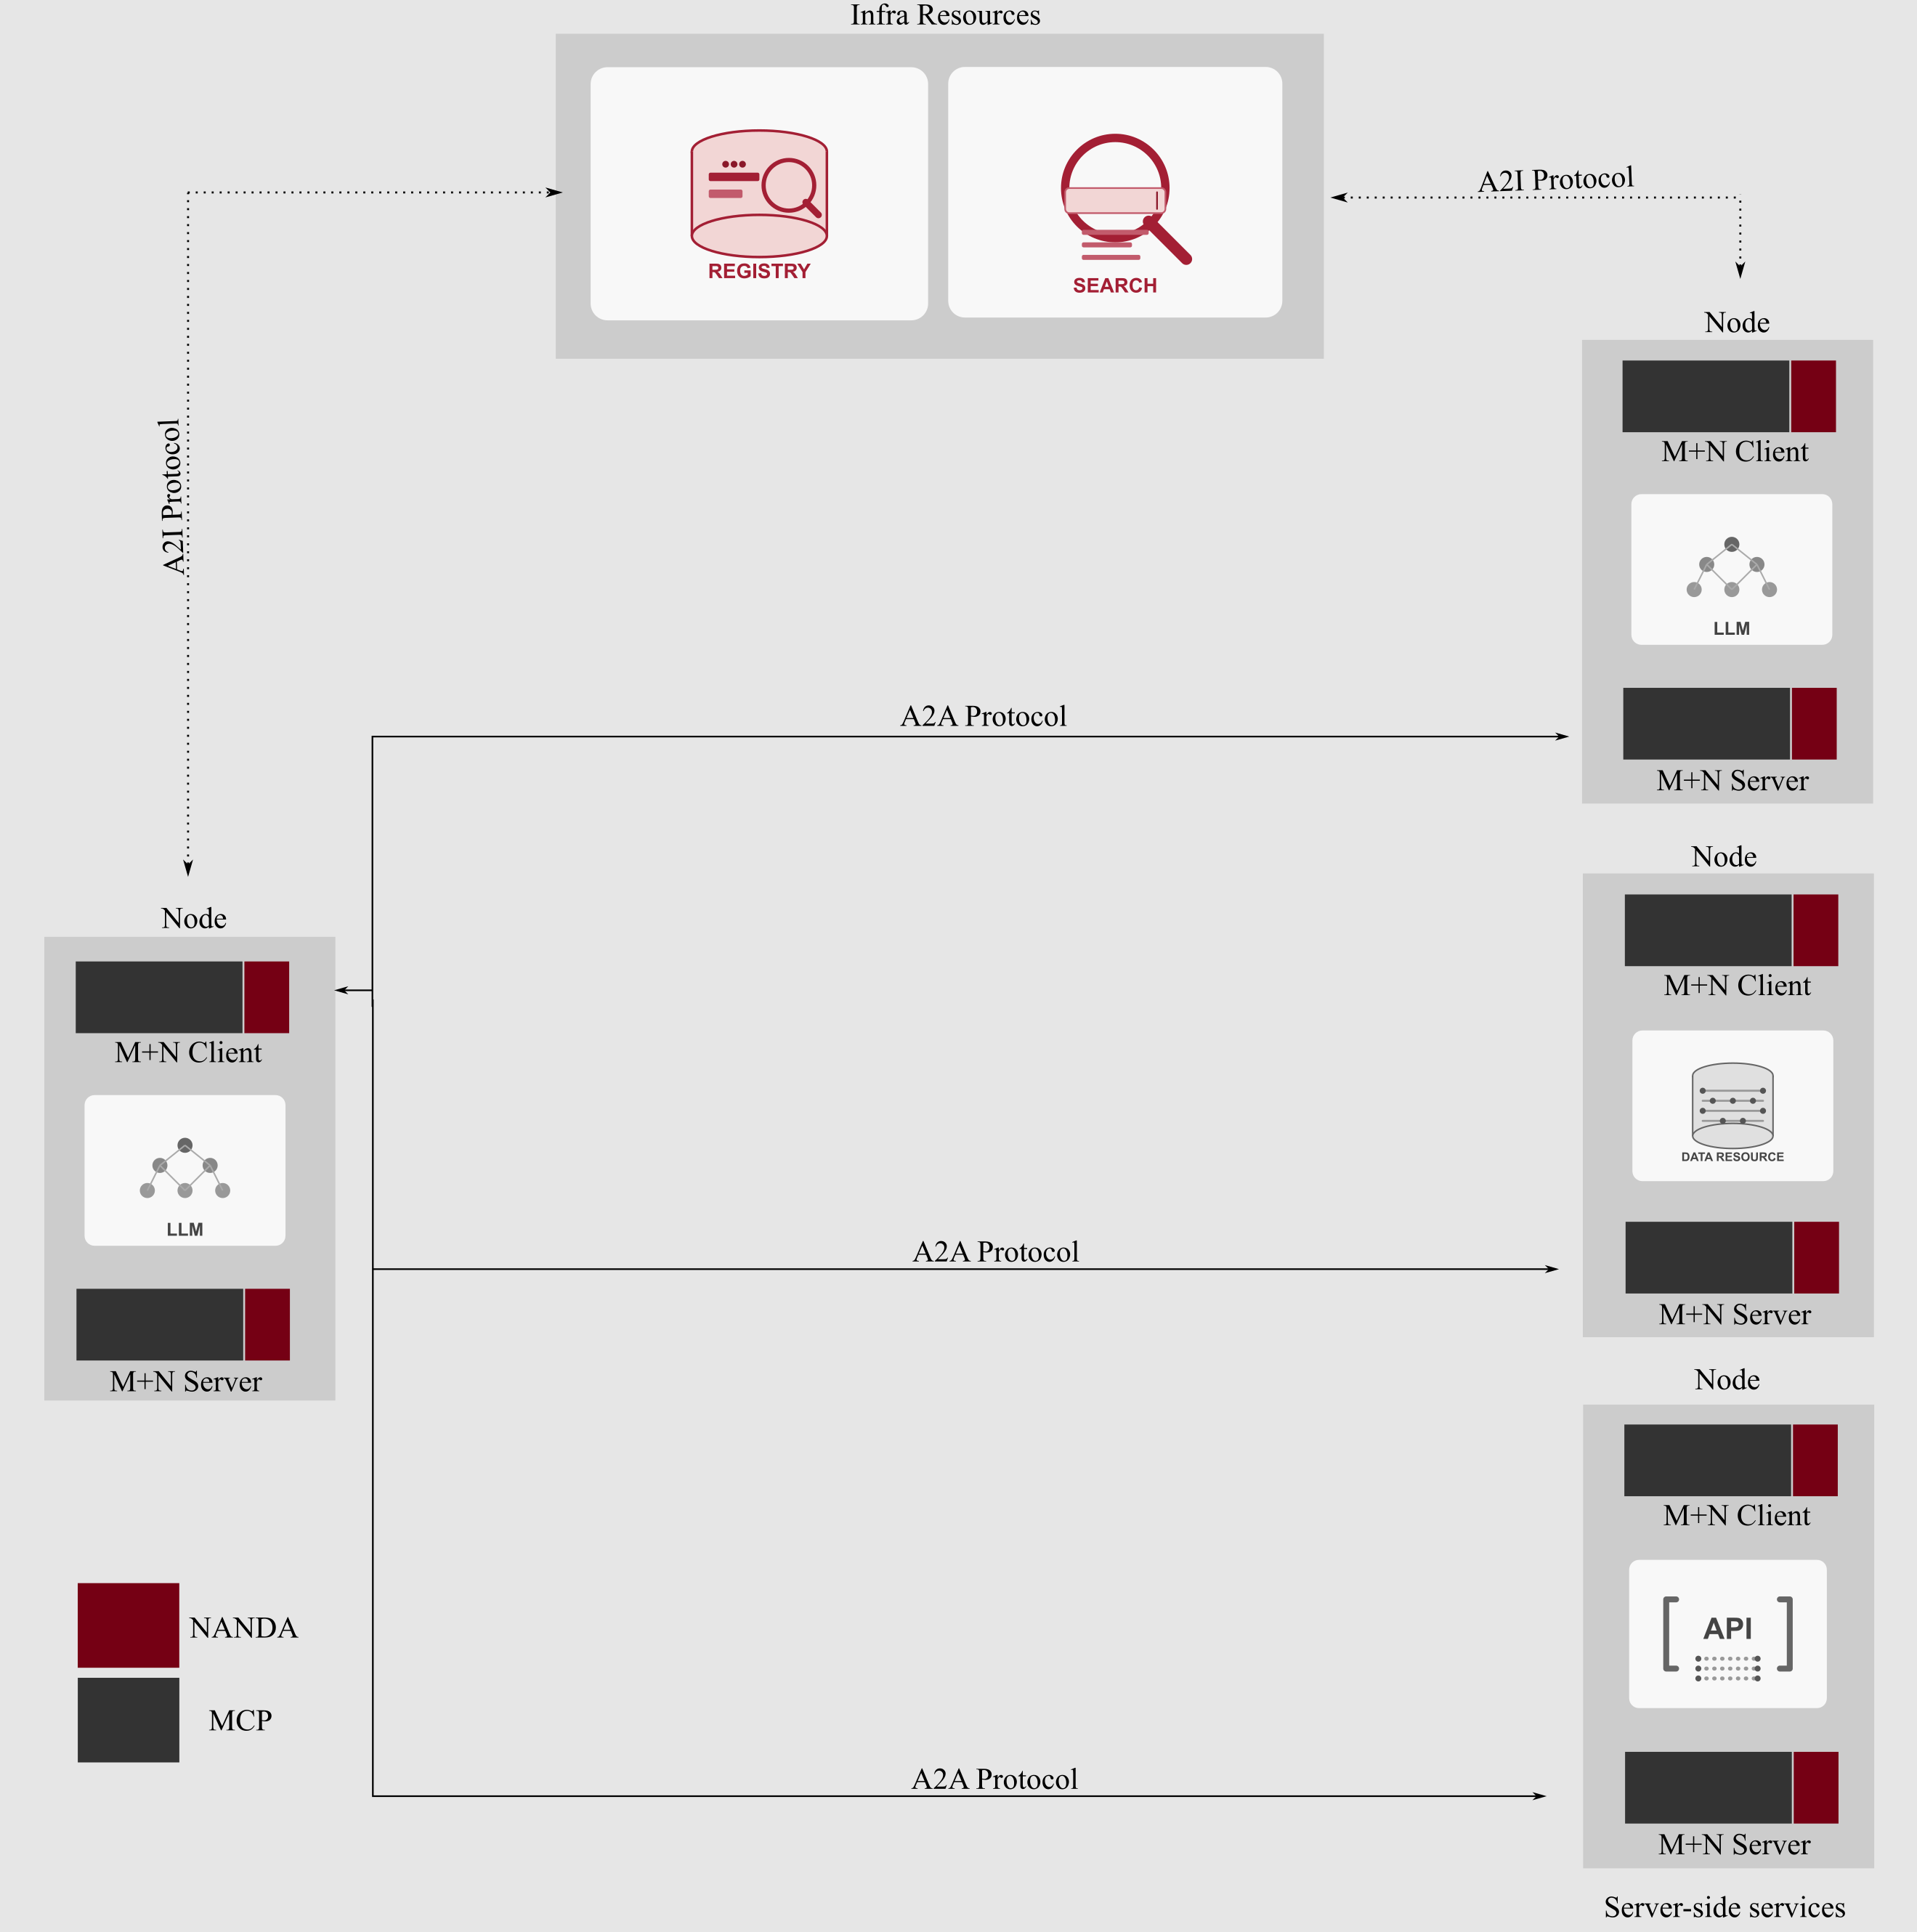 Infra Resources
REGISTRY
SEARCH
A2I Protocol
A2I Protocol
Node
M+N Client
LLM
M+N Server
A2A Protocol
Node
M+N Client
LLM
M+N Server
Node
M+N Client
DATA RESOURCE
M+N Server
A2A Protocol
Node
M+N Client
API
M+N Server
A2A Protocol
NANDA
MCP
Server-side services